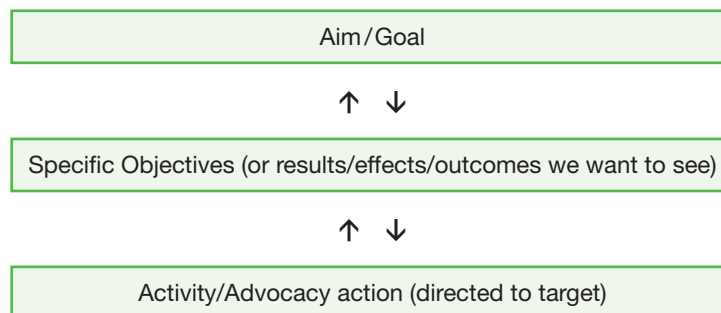 Aim/Goal
↑ ↓
Specific Objectives (or results/effects/outcomes we want to see)
↑ ↓
Activity/Advocacy action (directed to target)